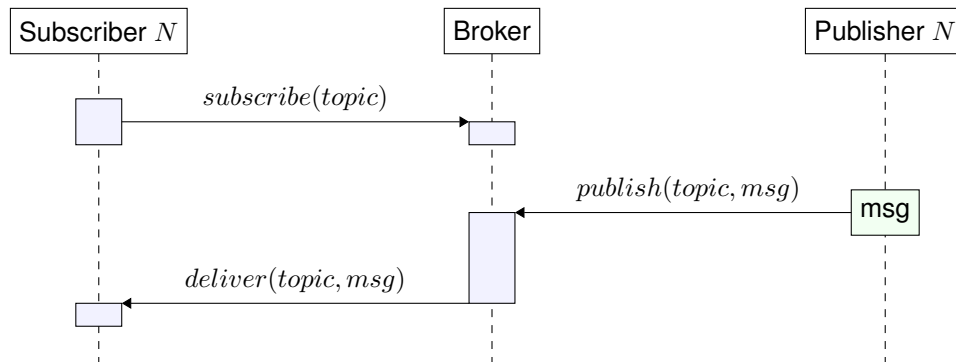 Subscriber N
Broker
Publisher N
subscribe(topic)
publish(topic, msg)
msg
deliver(topic, msg)